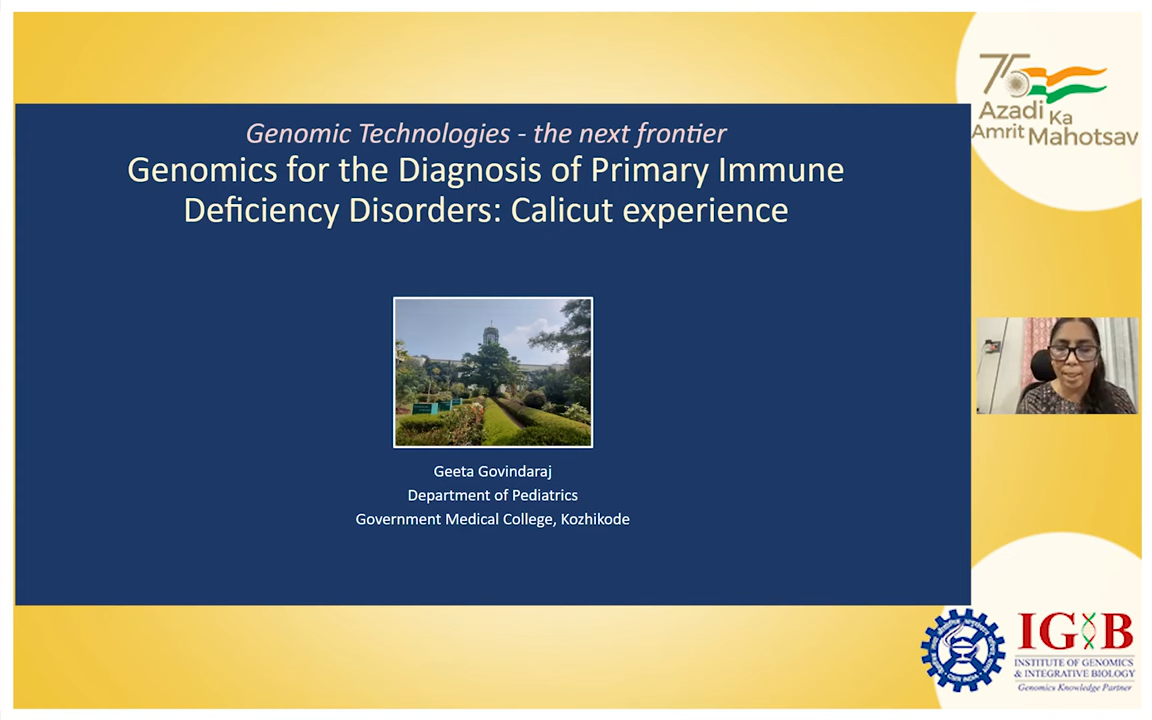 Genomic Technologies - the next frontier
Genomics for the Diagnosis of Primary Immune
Deficiency Disorders: Calicut experience
Geeta Govindaraj
Department of Pediatrics
Government Medical College, Kozhikode
75
Azadi
Ka
Amrit Mahotsav
CSIR INDIA
IGIB
INSTITUTE OF GENOMICS
& INTEGRATIVE BIOLOGY
Genomics Knowledge Partner